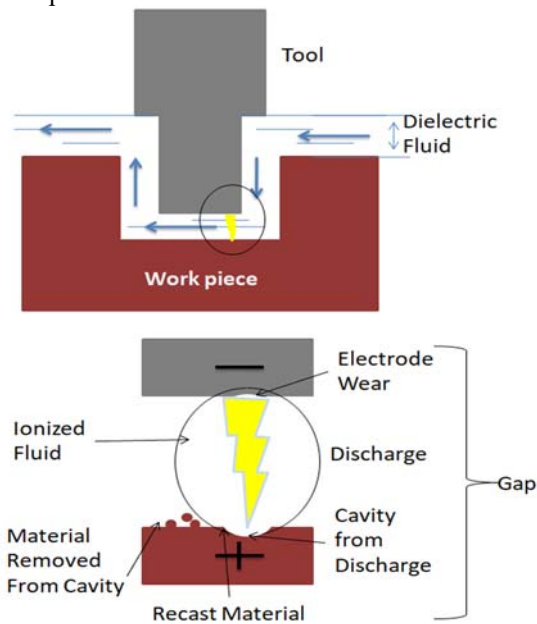 Tool
Dielectric
Fluid
Work piece
—
Electrode
Wear
Ionized
Fluid
Discharge
Gap
Material
Removed
From Cavity
Cavity
from
Discharge
+
Recast Material